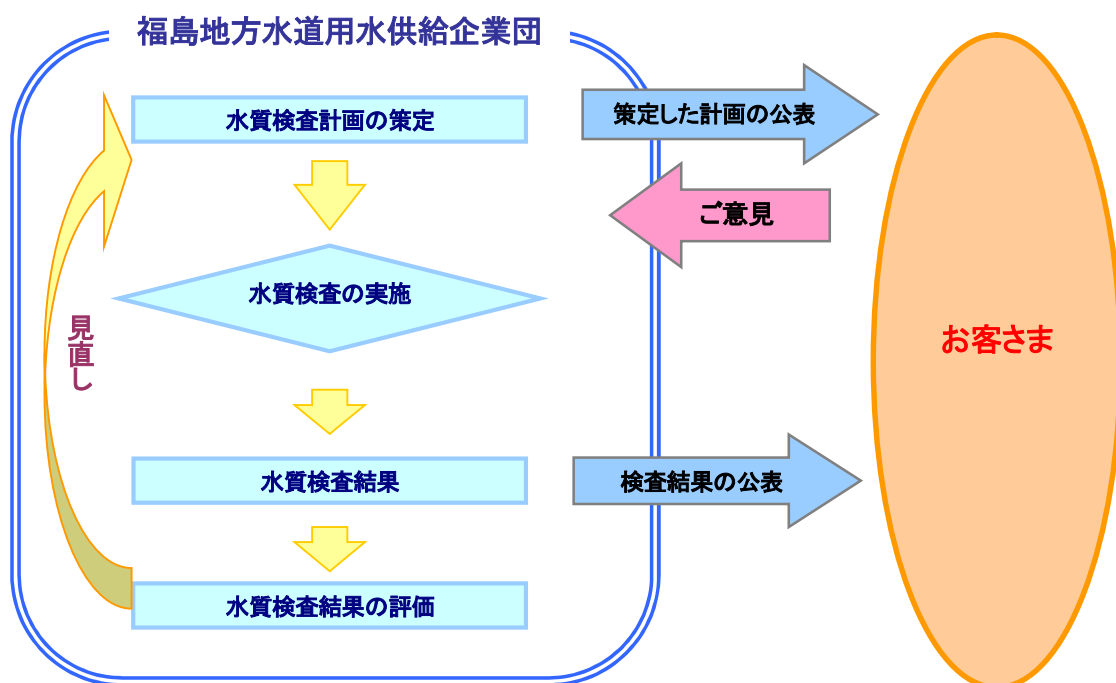 福島地方水道用水供給企業団
水質検査計画の策定
策定した計画の公表
ご意見
水質検査の実施
見直し
お客さま
水質検査結果
検査結果の公表
水質検査結果の評価